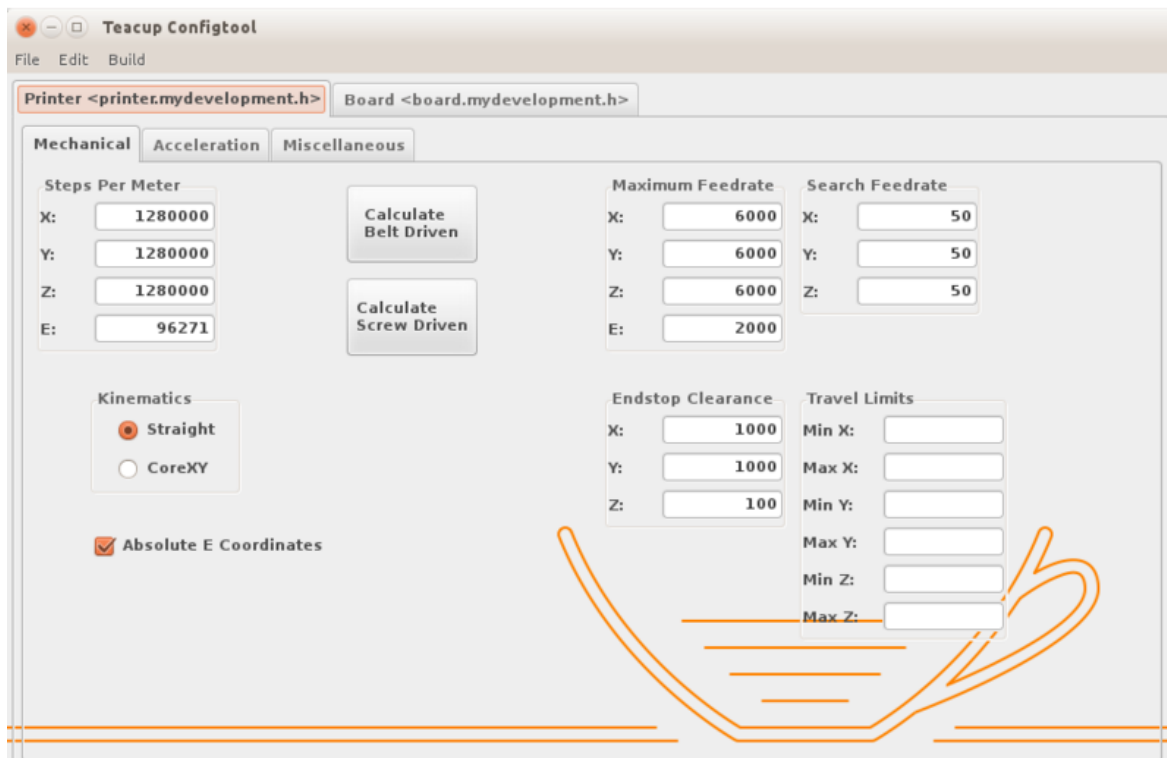 Teacup Configtool
File Edit Build
Printer <printer.mydevelopment.h> Board <board.mydevelopment.h>
Mechanical Acceleration Miscellaneous
Steps Per Meter
X: 1280000
Y: 1280000
Z: 1280000
E: 96271
Calculate
Belt Driven
Calculate
Screw Driven
Maximum Feedrate
X: 6000
Y: 6000
Z: 6000
E: 2000
Search Feedrate
X: 50
Y: 50
Z: 50
Kinematics
Straight
CoreXY
Absolute E Coordinates
Endstop Clearance
X: 1000
Y: 1000
Z: 100
Travel Limits
Min X:
Max X:
Min Y:
Max Y:
Min Z:
Max Z: